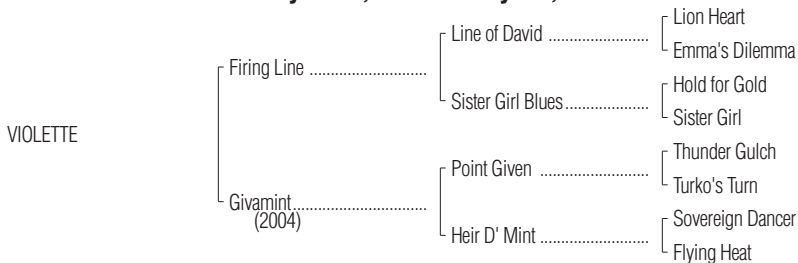 Lion Heart
Line of David ....................
Emma's Dilemma
Firing Line ...........................
Hold for Gold
Sister Girl Blues...................
Sister Girl
VIOLETTE
Thunder Gulch
Point Given .........................
Turko's Turn
Givamint...............................
(2004)
Sovereign Dancer
Heir D' Mint .........................
Flying Heat